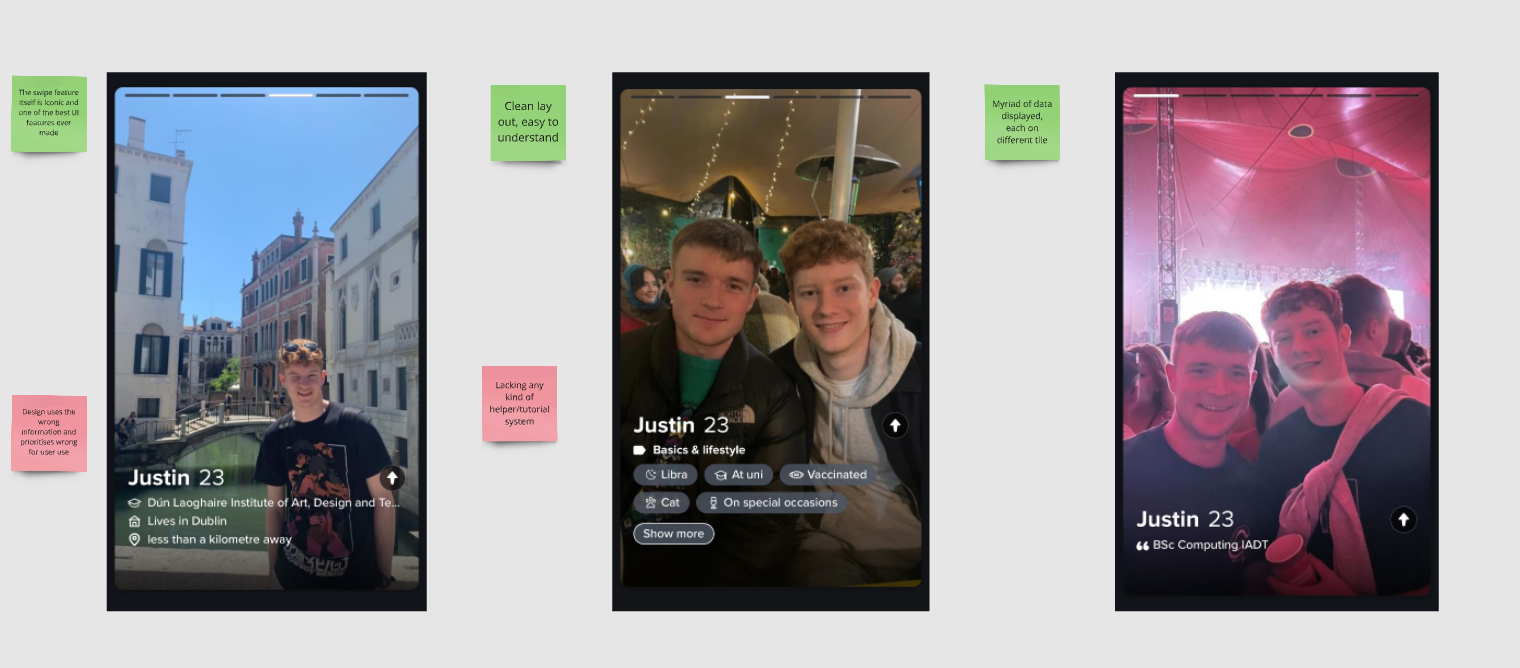 The swipe feature
itself is iconic and
one of the best UI
features ever
made
Design uses the
wrong
information and
prioritises wrong
for user use
Justin 23
Dún Laoghaire Institute of Art, Design and Te...
Lives in Dublin
less than a kilometre away
Clean lay
out, easy to
understand
Lacking any
kind of
helper/tutorial
system
THE
NORTH
FACE
Justin 23
Basics & lifestyle
Libra
At uni
Vaccinated
Cat
On special occasions
Show more
Myriad of data
displayed,
each on
different tile
Justin 23
BSc Computing IADT